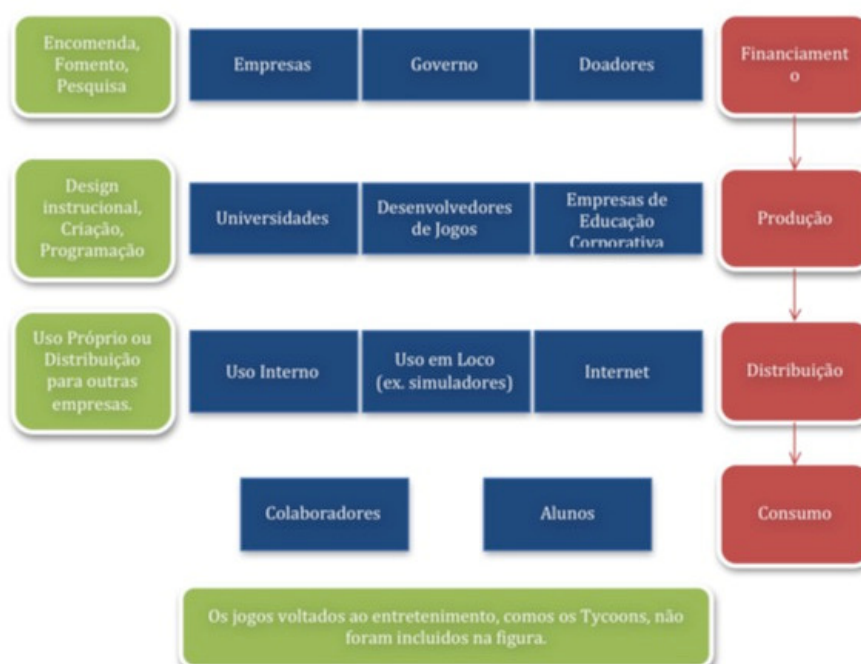 Encomenda,
Fomento,
Pesquisa
Empresas
Governo
Doadores
Financiament
o
Design
instrucional,
Criação,
Programação
Universidades
Desenvolvedores
de Jogos
Empresas de
Educação
Corporativa
Produção
Uso Próprio ou
Distribuição
para outras
empresas.
Uso Interno
Uso em Loco
(ex. simuladores)
Internet
Distribuição
Colaboradores
Alunos
Consumo
Os jogos voltados ao entretenimento, comos os Tycoons, não
foram incluidos na figura.